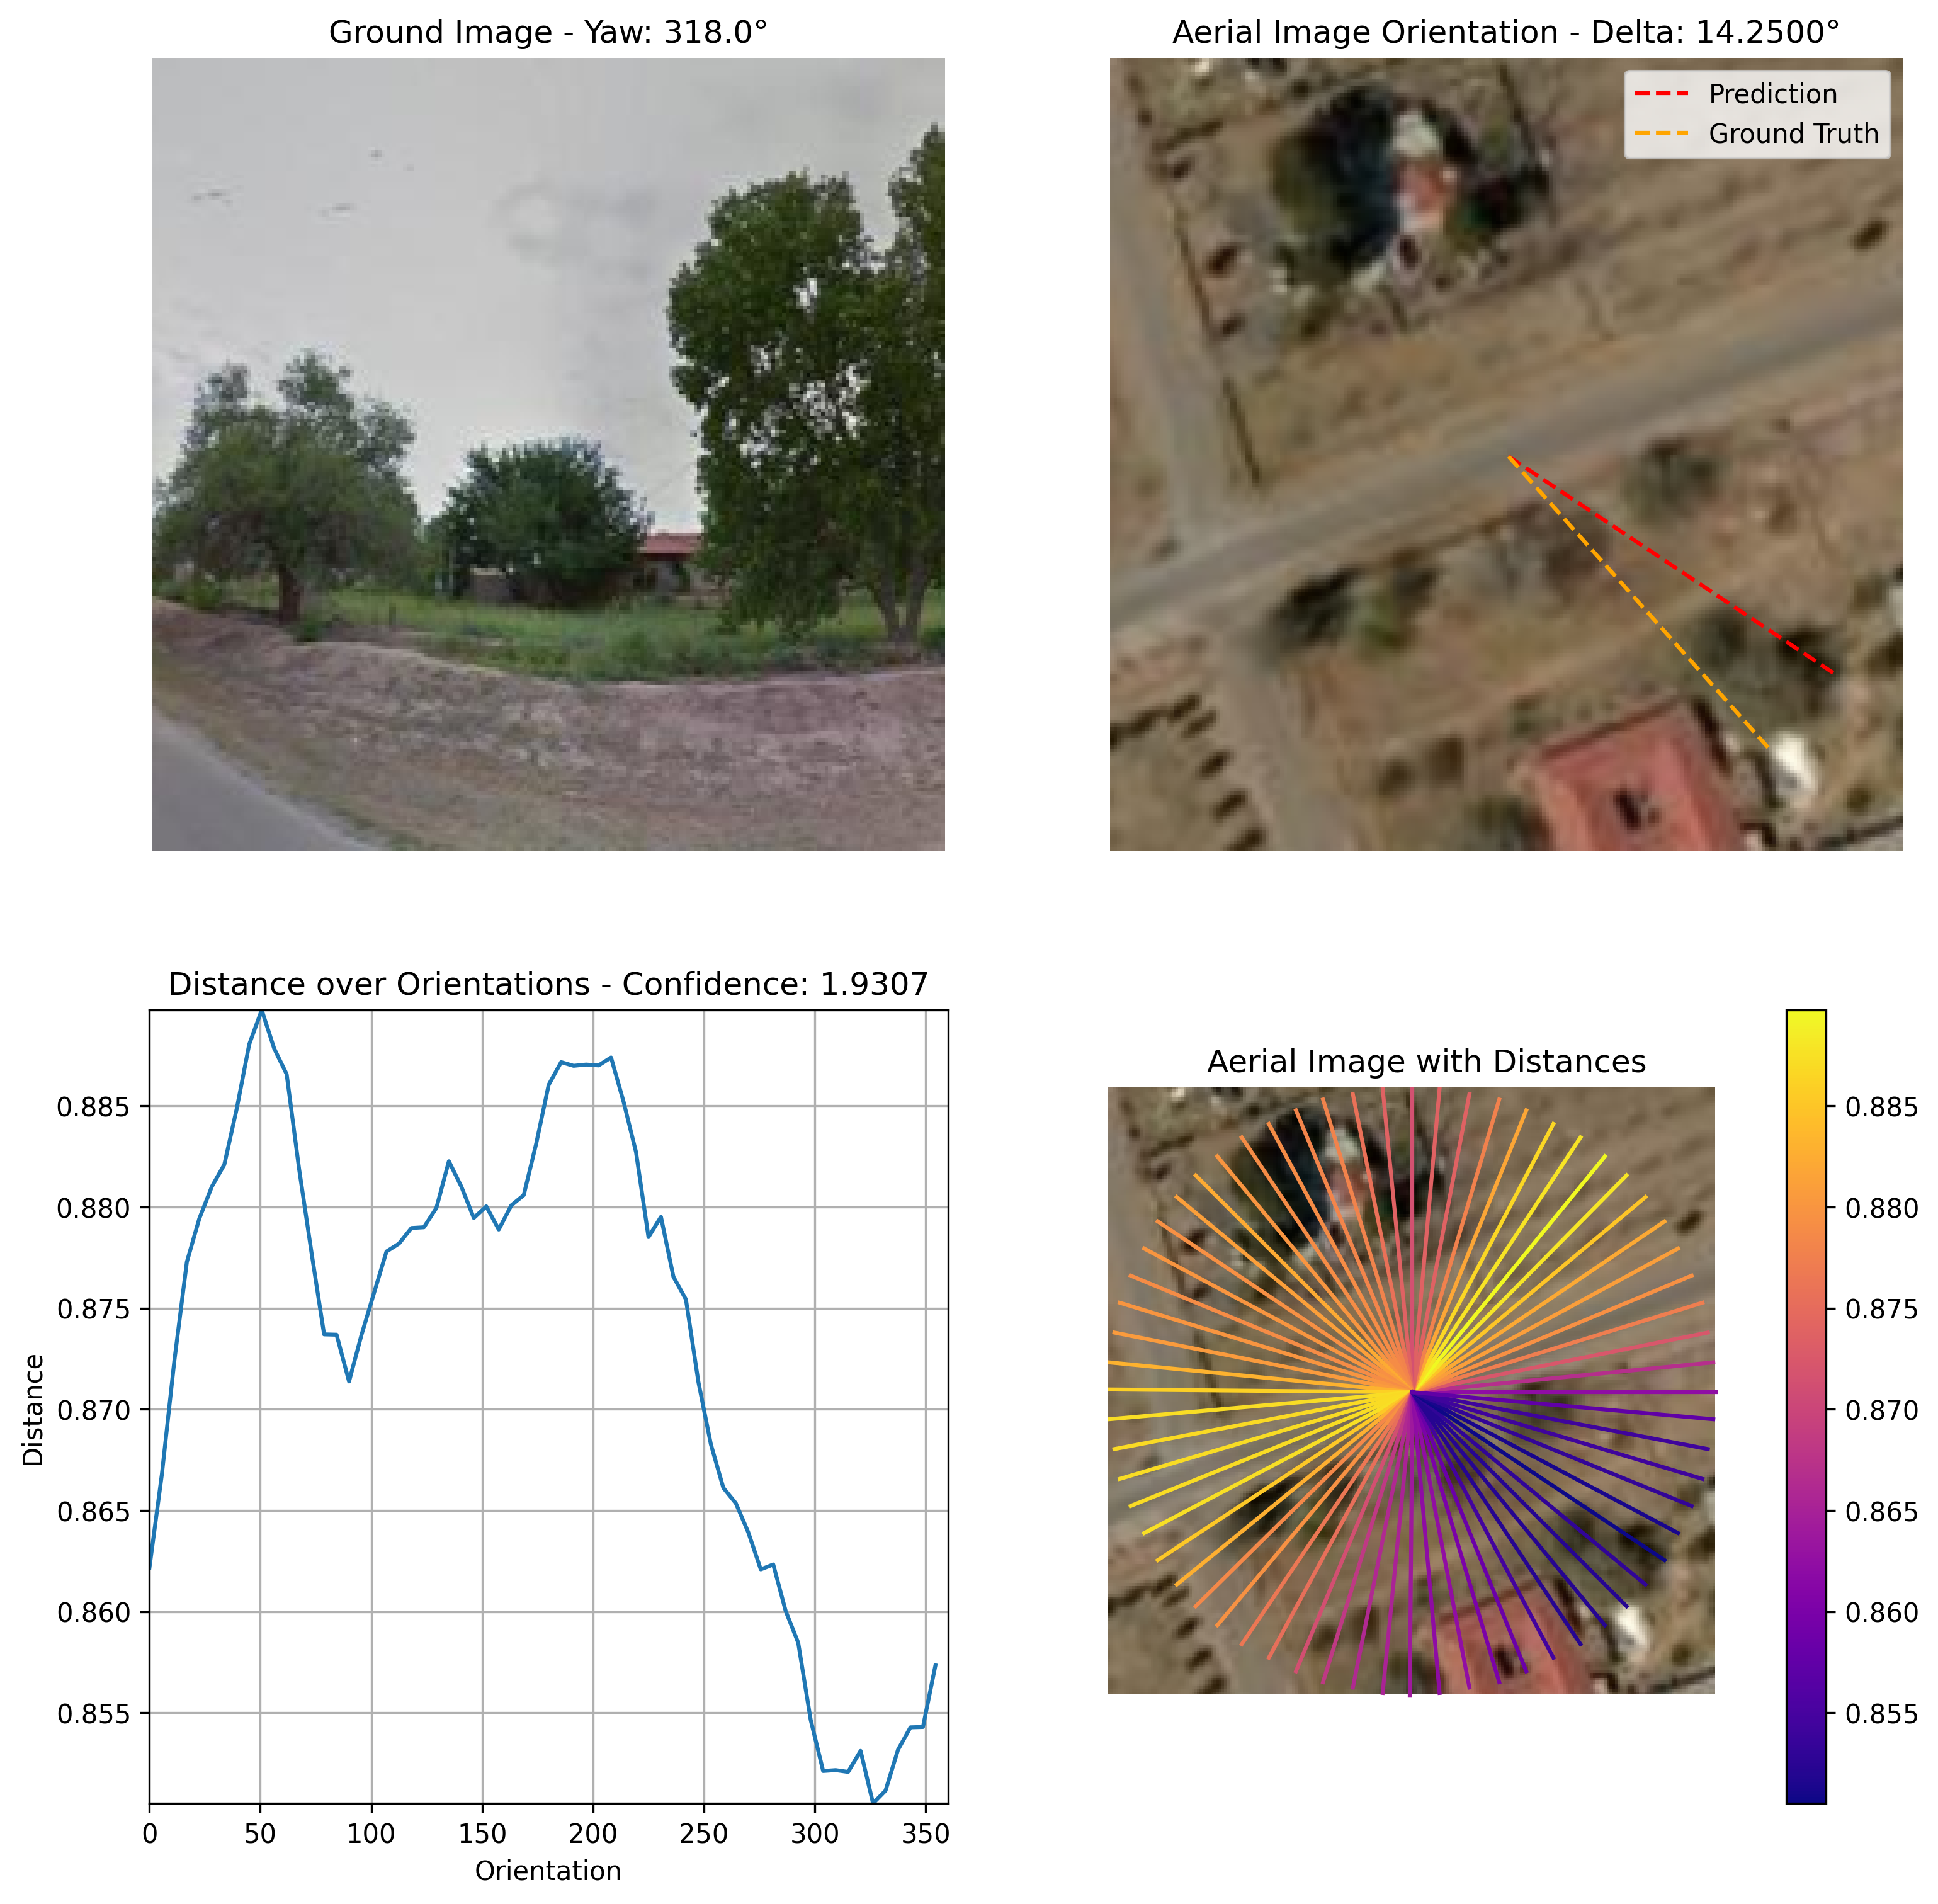 Ground Image - Yaw: 318.0°
Aerial Image Orientation - Delta: 14.2500°
Prediction
Ground Truth
Distance over Orientations - Confidence: 1.9307
0.885
0.880
0.875
0.870
0.865
0.860
0.855
Distance
0
50
100
150
200
250
300
350
Orientation
Aerial Image with Distances
0.885
0.880
0.875
0.870
0.865
0.860
0.855